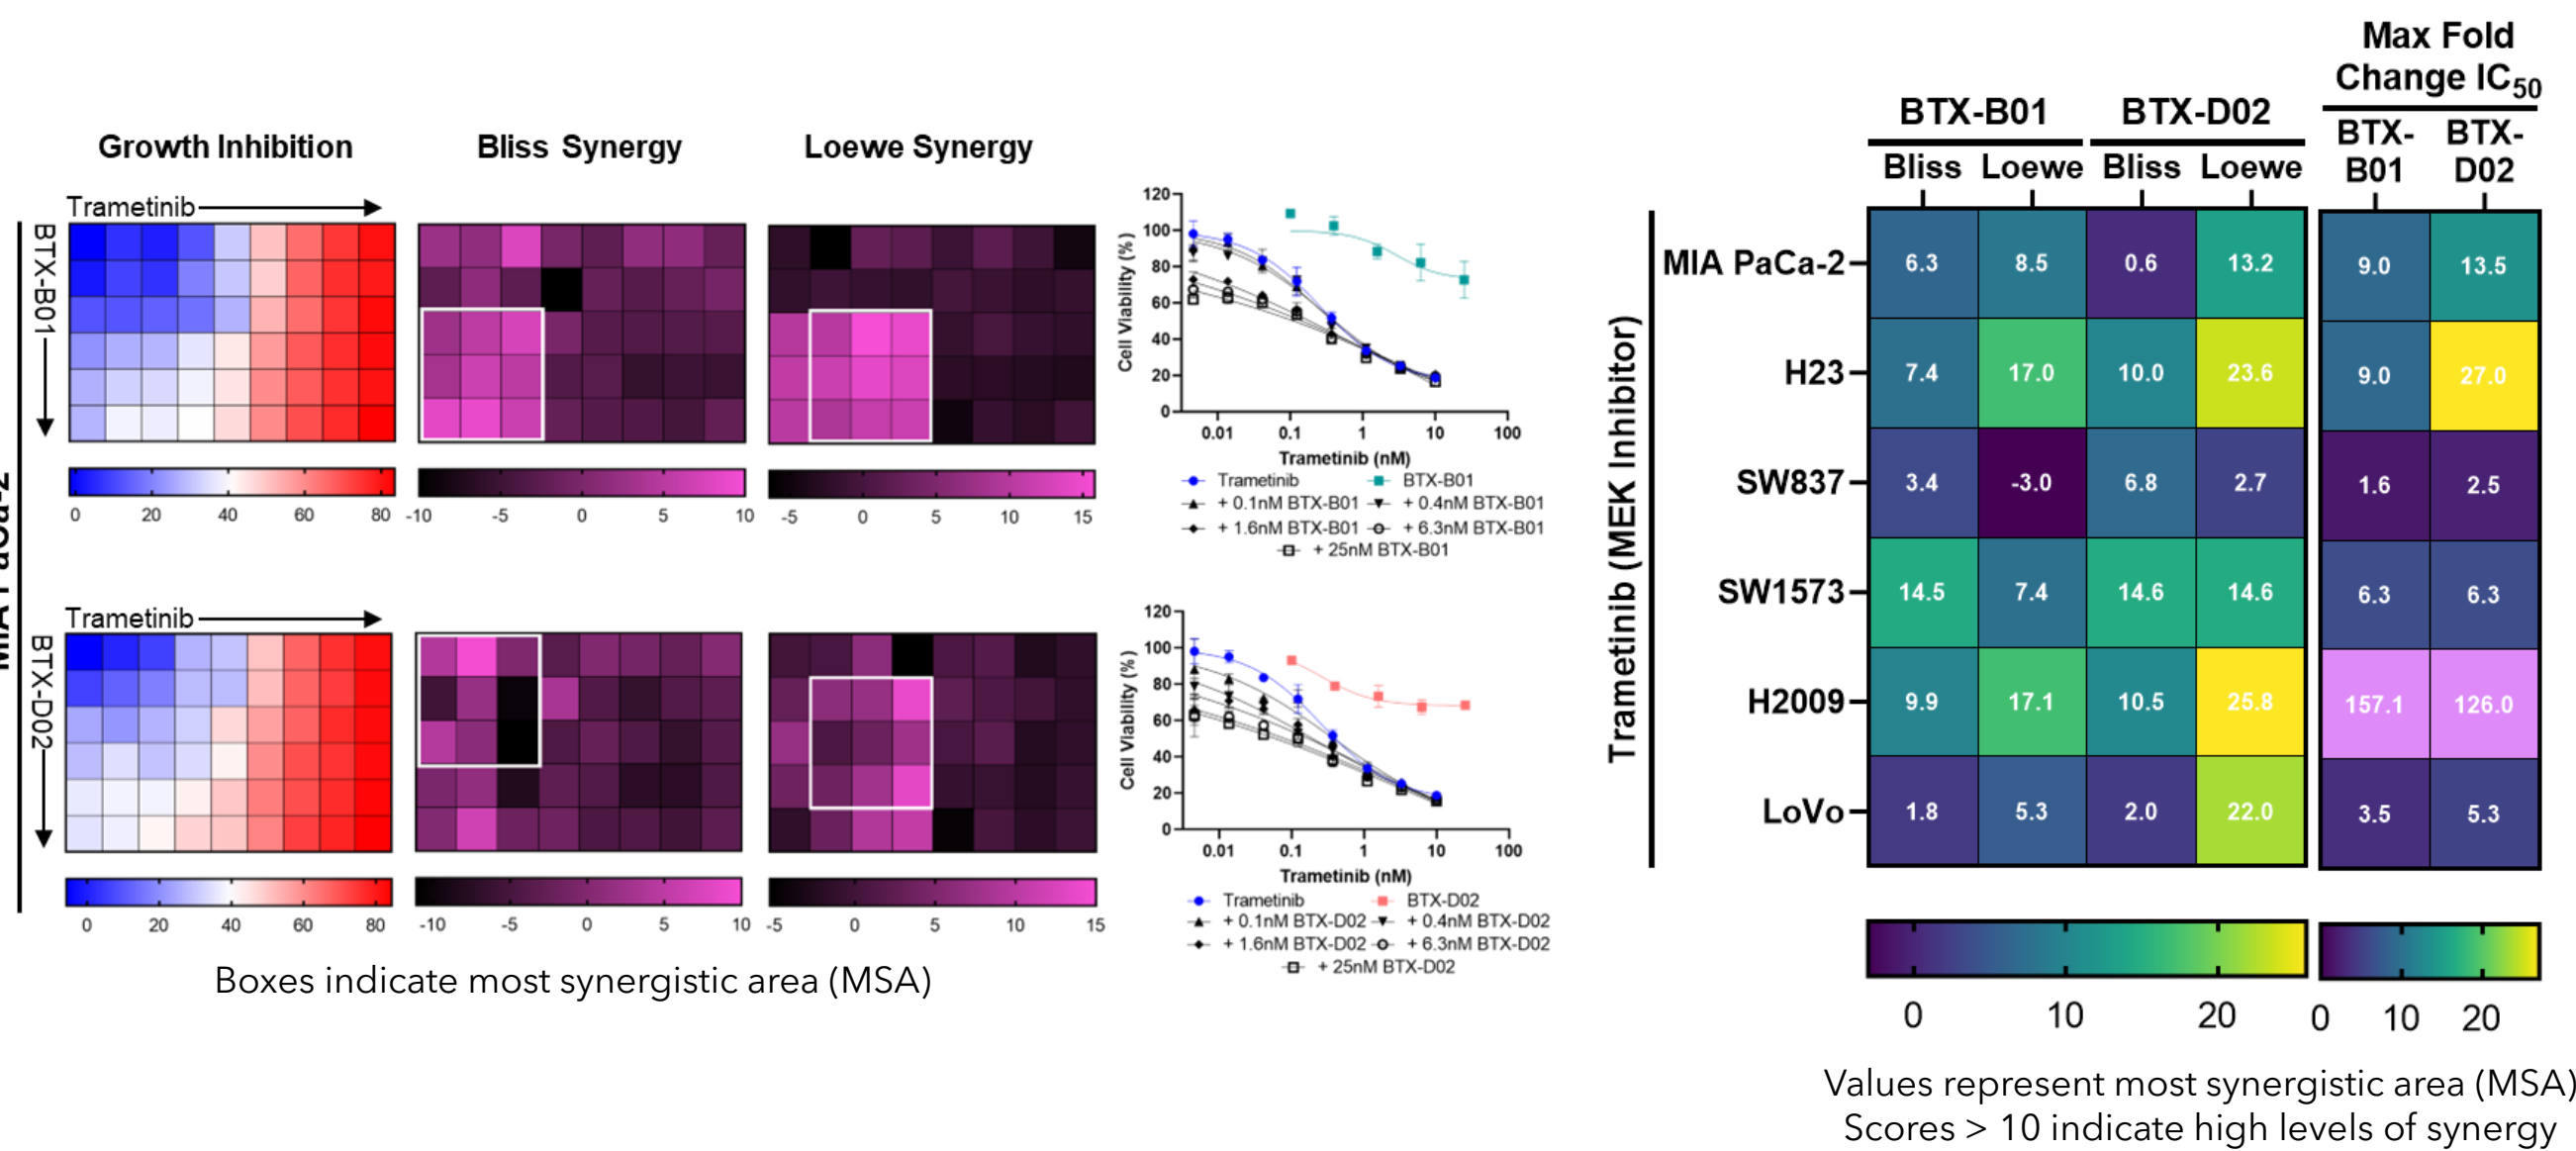 Growth Inhibition
Bliss Synergy
Loewe Synergy
MIA PaCa-2
Trametinib
BTX-B01
0 20 40 60 80
-10 -5 0 5 10
-5 0 5 10 15
120
100
80
60
40
20
0
Cell Viability (%)
0.01 0.1 1 10 100
Trametinib (nM)
Trametinib BTX-B01
+ 0.1nM BTX-B01 + 0.4nM BTX-B01
+ 1.6nM BTX-B01 + 6.3nM BTX-B01
+ 25nM BTX-B01
Trametinib
BTX-D02
0 20 40 60 80
-10 -5 0 5 10
-5 0 5 10 15
120
100
80
60
40
20
0
Cell Viability (%)
0.01 0.1 1 10 100
Trametinib (nM)
Trametinib BTX-D02
+ 0.1nM BTX-D02 + 0.4nM BTX-D02
+ 1.6nM BTX-D02 + 6.3nM BTX-D02
+ 25nM BTX-D02
Boxes indicate most synergistic area (MSA)
Max Fold
Change IC50
BTX-B01 BTX-D02
BTX-B01 BTX-D02
Bliss Loewe Bliss Loewe
Trametinib (MEK Inhibitor)
MIA PaCa-2 6.3 8.5 0.6 13.2 9.0 13.5
H23 7.4 17.0 10.0 23.6 9.0 27.0
SW837 3.4 -3.0 6.8 2.7 1.6 2.5
SW1573 14.5 7.4 14.6 14.6 6.3 6.3
H2009 9.9 17.1 10.5 25.8 157.1 126.0
LoVo 1.8 5.3 2.0 22.0 3.5 5.3
0 10 20
0 10 20
Values represent most synergistic area (MSA)
Scores > 10 indicate high levels of synergy